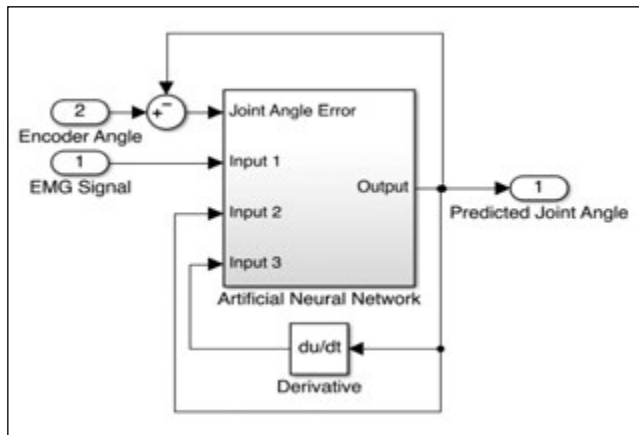 −
2
+
Joint Angle Error
Encoder Angle
1
Input 1
EMG Signal
Output
1
Input 2
Predicted Joint Angle
Input 3
Artificial Neural Network
du/dt
Derivative